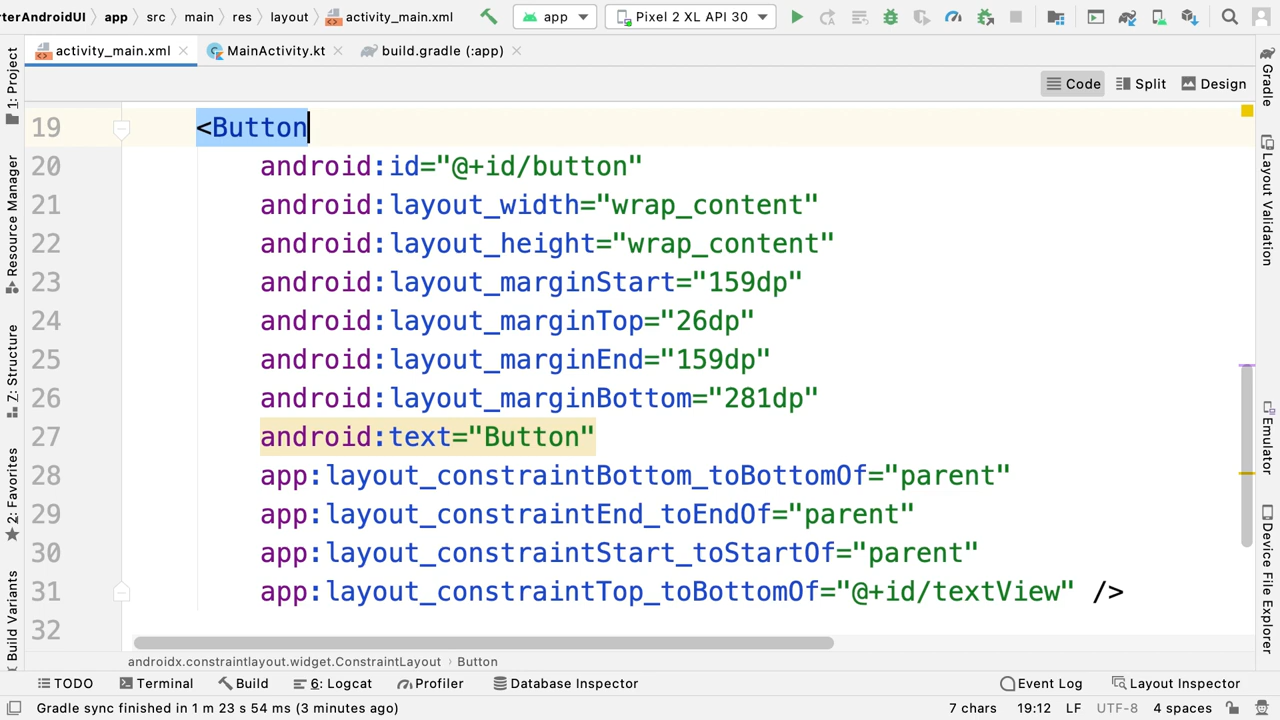 rterAndroidUI app src main res layout activity_main.xml app Pixel 2 XL API 30
activity_main.xml MainActivity.kt build.gradle (:app)
Code Split Design
19 <Button
20 android:id="@+id/button"
21 android:layout_width="wrap_content"
22 android:layout_height="wrap_content"
23 android:layout_marginStart="159dp"
24 android:layout_marginTop="26dp"
25 android:layout_marginEnd="159dp"
26 android:layout_marginBottom="281dp"
27 android:text="Button"
28 app:layout_constraintBottom_toBottomOf="parent"
29 app:layout_constraintEnd_toEndOf="parent"
30 app:layout_constraintStart_toStartOf="parent"
31 app:layout_constraintTop_toBottomOf="@+id/textView" />
32
androidx.constraintlayout.widget.ConstraintLayout › Button
TODO Terminal Build 6: Logcat Profiler Database Inspector Event Log Layout Inspector
Gradle sync finished in 1 m 23 s 54 ms (3 minutes ago) 7 chars 19:12 LF UTF-8 4 spaces
1: Project
Resource Manager
Z: Structure
2: Favorites
Build Variants
Gradle
Layout Validation
Emulator
Device File Explorer